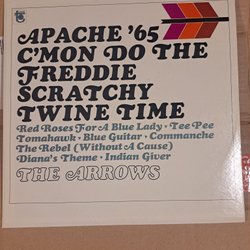 APACHE '65
C'MON DO THE
FREDDIE
SCRATCHY
TWINE TIME
Red Roses For A Blue Lady · Tee Pee
Tomahawk · Blue Guitar · Commanche
The Rebel (Without A Cause)
Diana's Theme · Indian Giver
THE ARROWS